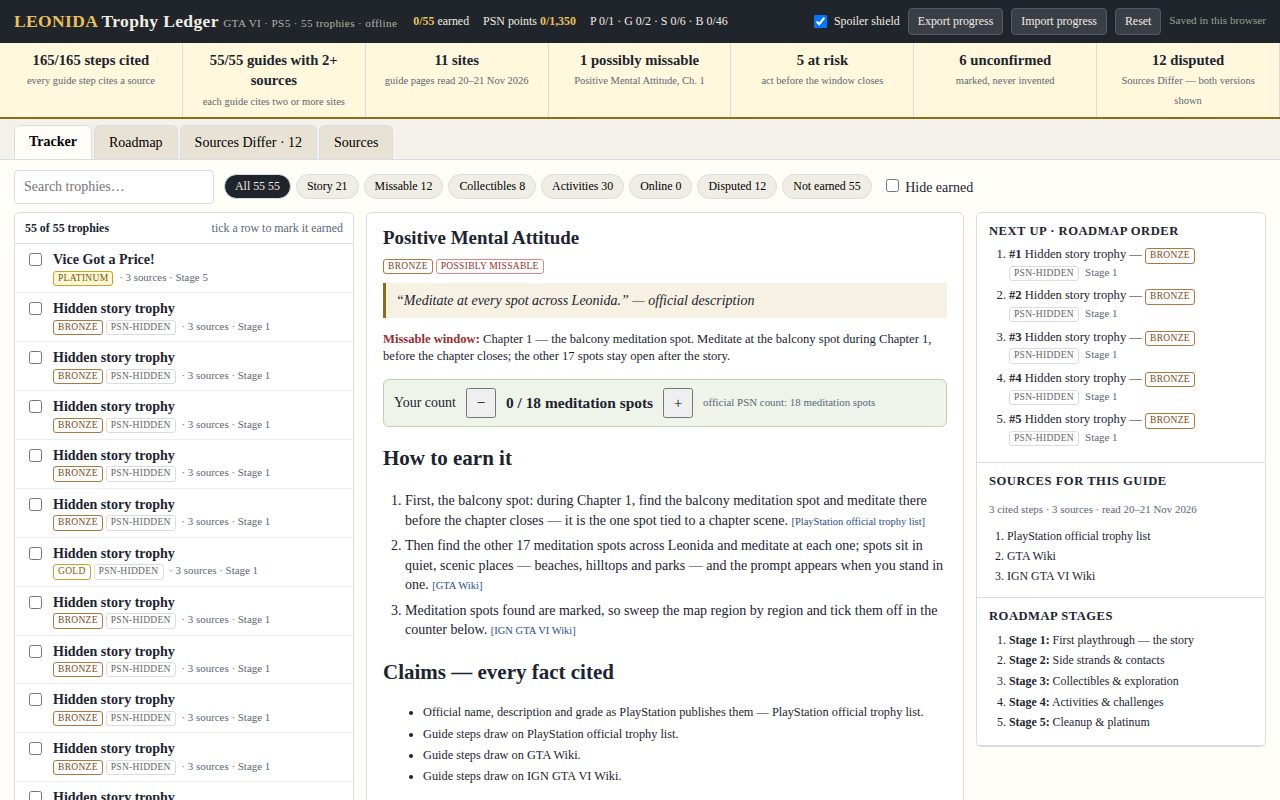 LEONIDA Trophy Ledger GTA VI · PS5 · 55 trophies · offline 0/55 earned PSN points 0/1,350 P 0/1 · G 0/2 · S 0/6 · B 0/46 Spoiler shield Export progress Import progress Reset Saved in this browser
165/165 steps cited
every guide step cites a source
55/55 guides with 2+
sources
each guide cites two or more sites
11 sites
guide pages read 20–21 Nov 2026
1 possibly missable
Positive Mental Attitude, Ch. 1
5 at risk
act before the window closes
6 unconfirmed
marked, never invented
12 disputed
Sources Differ — both versions
shown
Tracker Roadmap Sources Differ · 12 Sources
Search trophies… All 55 55 Story 21 Missable 12 Collectibles 8 Activities 30 Online 0 Disputed 12 Not earned 55 Hide earned
55 of 55 trophies tick a row to mark it earned
Vice Got a Price!
PLATINUM · 3 sources · Stage 5
Hidden story trophy
BRONZE PSN-HIDDEN · 3 sources · Stage 1
Hidden story trophy
BRONZE PSN-HIDDEN · 3 sources · Stage 1
Hidden story trophy
BRONZE PSN-HIDDEN · 3 sources · Stage 1
Hidden story trophy
BRONZE PSN-HIDDEN · 3 sources · Stage 1
Hidden story trophy
BRONZE PSN-HIDDEN · 3 sources · Stage 1
Hidden story trophy
GOLD PSN-HIDDEN · 3 sources · Stage 1
Hidden story trophy
BRONZE PSN-HIDDEN · 3 sources · Stage 1
Hidden story trophy
BRONZE PSN-HIDDEN · 3 sources · Stage 1
Hidden story trophy
BRONZE PSN-HIDDEN · 3 sources · Stage 1
Hidden story trophy
BRONZE PSN-HIDDEN · 3 sources · Stage 1
Hidden story trophy
Positive Mental Attitude
BRONZE POSSIBLY MISSABLE
“Meditate at every spot across Leonida.” — official description
Missable window: Chapter 1 — the balcony meditation spot. Meditate at the balcony spot during Chapter 1,
before the chapter closes; the other 17 spots stay open after the story.
Your count − 0 / 18 meditation spots + official PSN count: 18 meditation spots
How to earn it
1. First, the balcony spot: during Chapter 1, find the balcony meditation spot and meditate there
before the chapter closes — it is the one spot tied to a chapter scene. [PlayStation official trophy list]
2. Then find the other 17 meditation spots across Leonida and meditate at each one; spots sit in
quiet, scenic places — beaches, hilltops and parks — and the prompt appears when you stand in
one. [GTA Wiki]
3. Meditation spots found are marked, so sweep the map region by region and tick them off in the
counter below. [IGN GTA VI Wiki]
Claims — every fact cited
• Official name, description and grade as PlayStation publishes them — PlayStation official trophy list.
• Guide steps draw on PlayStation official trophy list.
• Guide steps draw on GTA Wiki.
• Guide steps draw on IGN GTA VI Wiki.
NEXT UP · ROADMAP ORDER
1. #1 Hidden story trophy — BRONZE
PSN-HIDDEN Stage 1
2. #2 Hidden story trophy — BRONZE
PSN-HIDDEN Stage 1
3. #3 Hidden story trophy — BRONZE
PSN-HIDDEN Stage 1
4. #4 Hidden story trophy — BRONZE
PSN-HIDDEN Stage 1
5. #5 Hidden story trophy — BRONZE
PSN-HIDDEN Stage 1
SOURCES FOR THIS GUIDE
3 cited steps · 3 sources · read 20–21 Nov 2026
1. PlayStation official trophy list
2. GTA Wiki
3. IGN GTA VI Wiki
ROADMAP STAGES
1. Stage 1: First playthrough — the story
2. Stage 2: Side strands & contacts
3. Stage 3: Collectibles & exploration
4. Stage 4: Activities & challenges
5. Stage 5: Cleanup & platinum